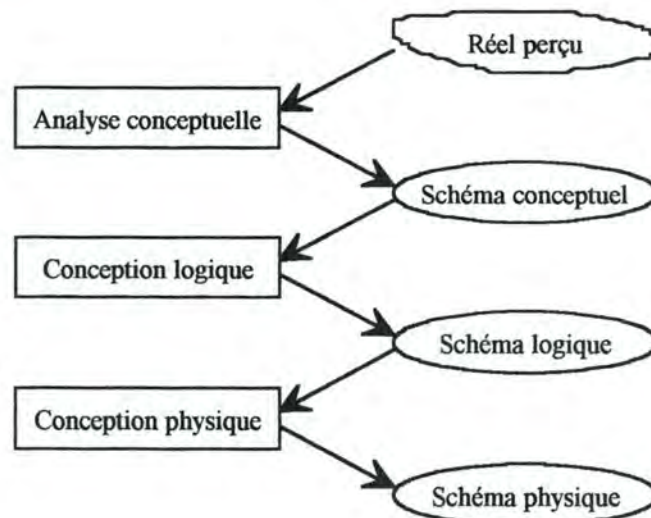 Réel perçu
Analyse conceptuelle
Schéma conceptuel
Conception logique
Schéma logique
Conception physique
Schéma physique